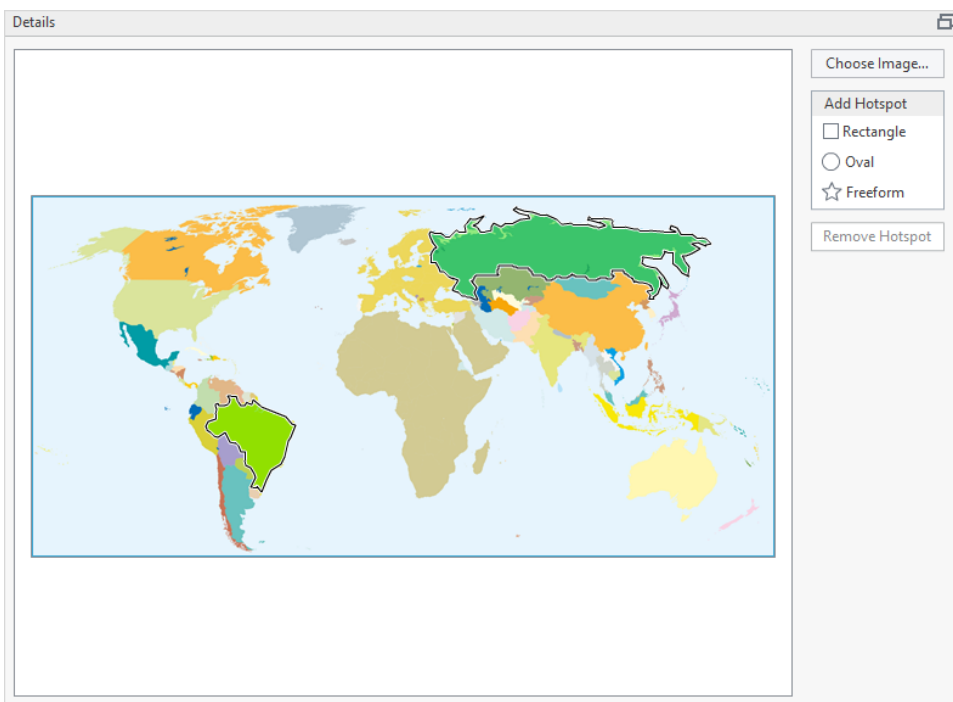 Details
Choose Image...
Add Hotspot
Rectangle
Oval
Freeform
Remove Hotspot